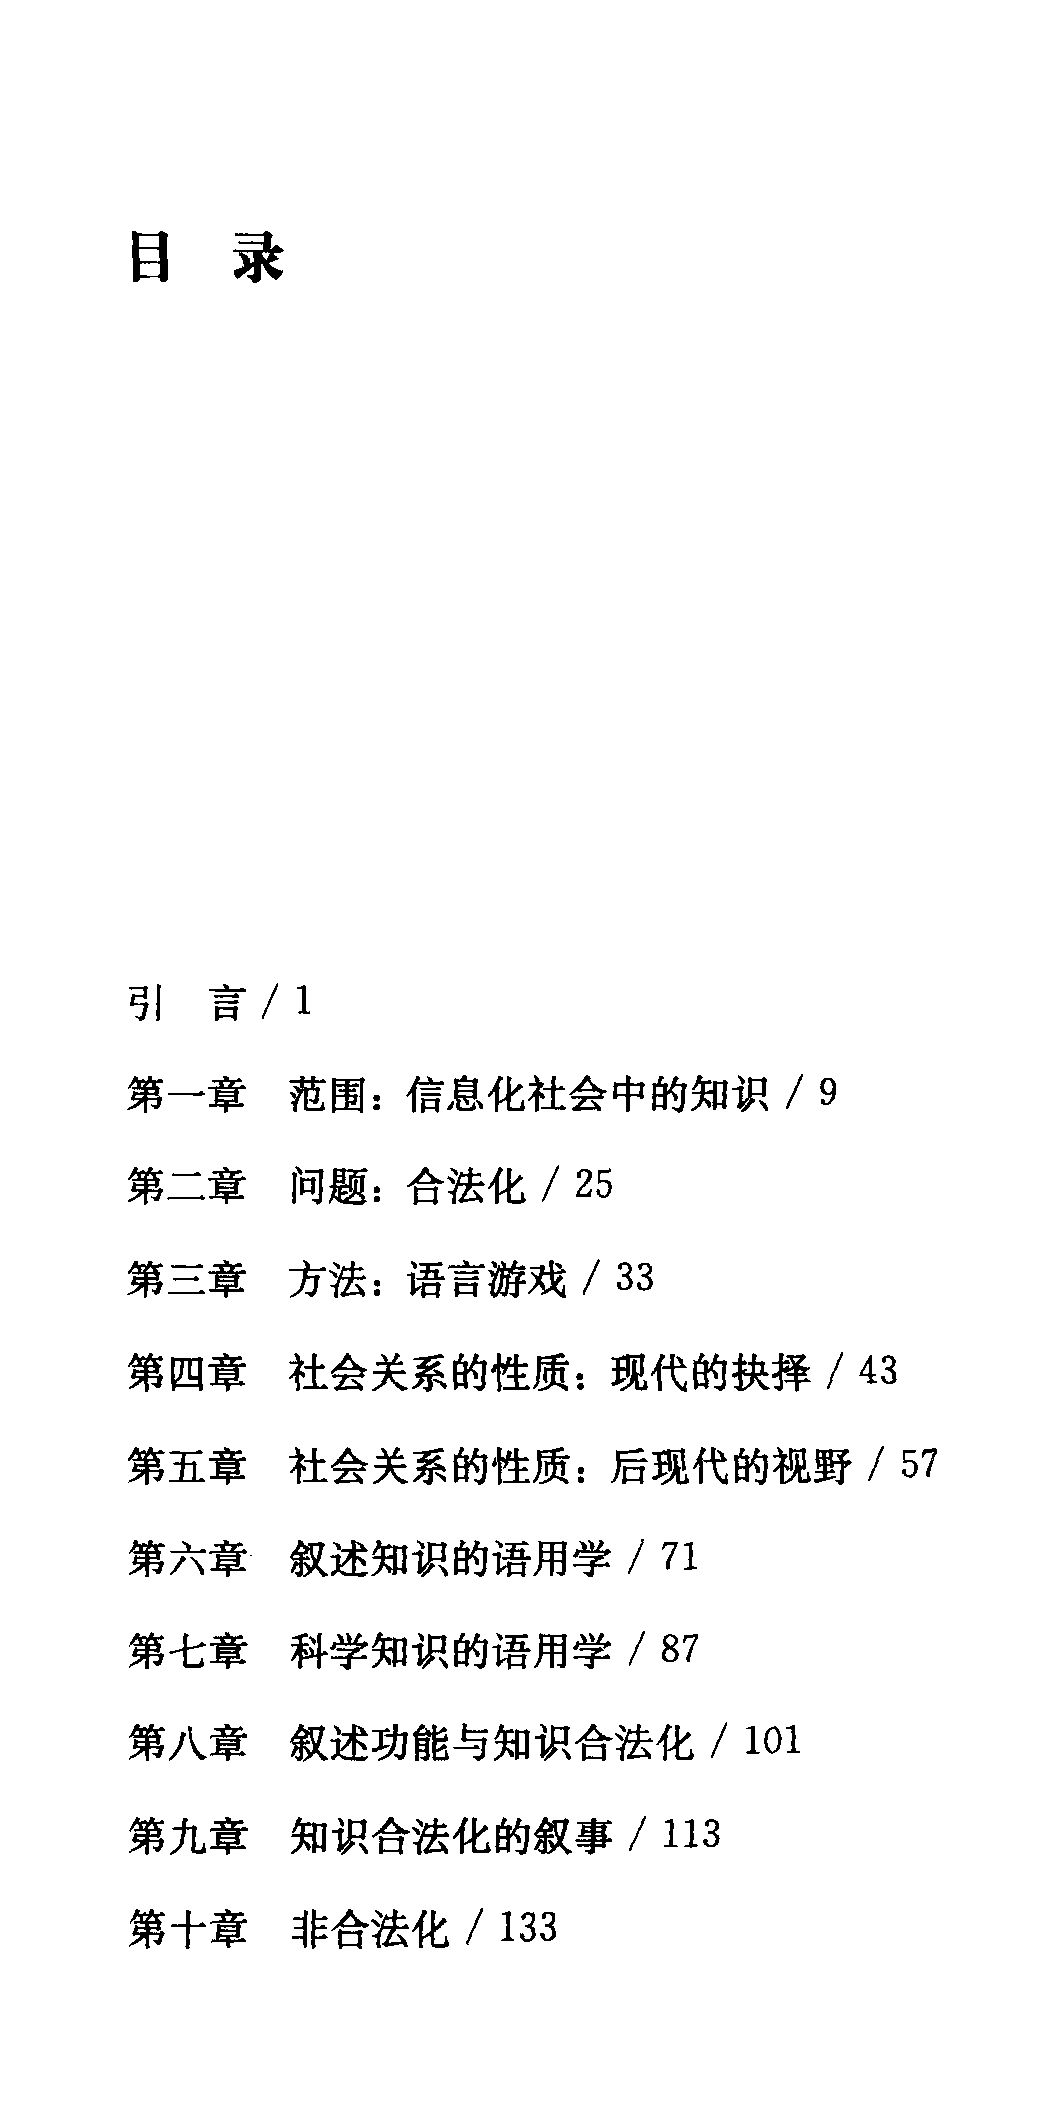 目 录
引 言 / 1
第一章 范围：信息化社会中的知识 / 9
第二章 问题：合法化 / 25
第三章 方法：语言游戏 / 33
第四章 社会关系的性质：现代的抉择 / 43
第五章 社会关系的性质：后现代的视野 / 57
第六章 叙述知识的语用学 / 71
第七章 科学知识的语用学 / 87
第八章 叙述功能与知识合法化 / 101
第九章 知识合法化的叙事 / 113
第十章 非合法化 / 133